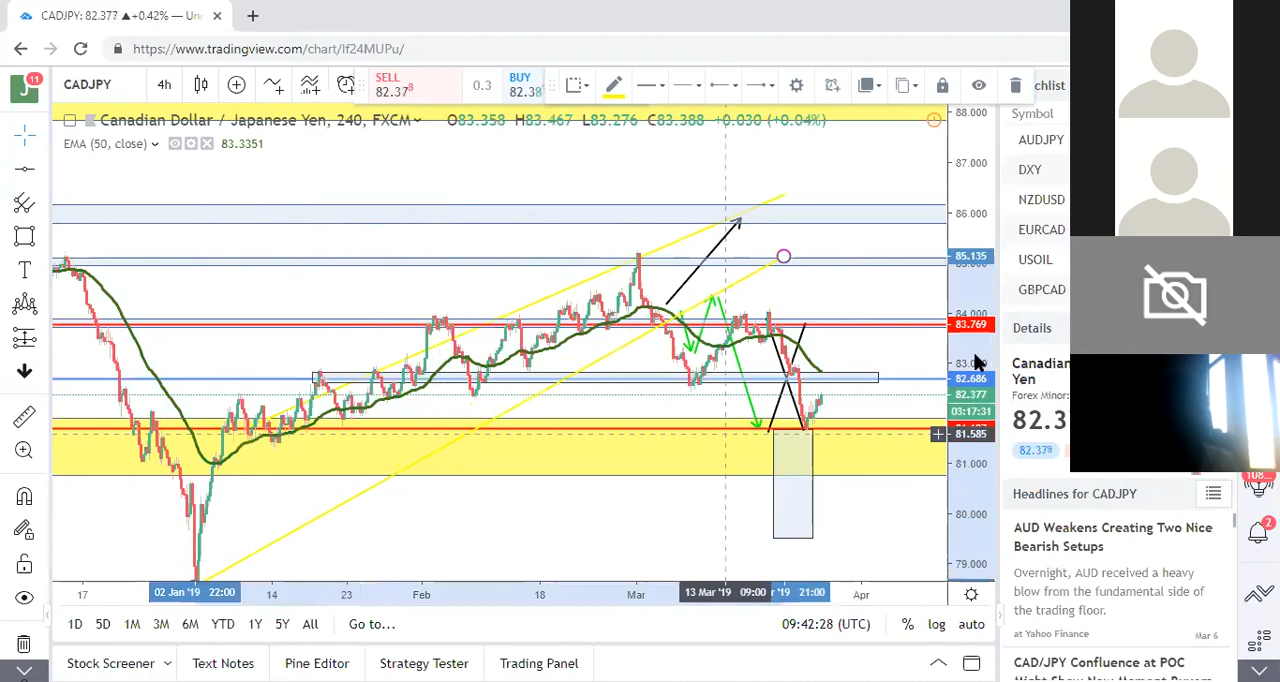 CADJPY: 82.377 ▲+0.42% — Un
https://www.tradingview.com/chart/lf24MUPu/
11
J
CADJPY
4h
SELL
82.37⁸
0.3
BUY
82.38
chlist
Canadian Dollar / Japanese Yen, 240, FXCM
O83.358 H83.467 L83.276 C83.388 +0.030 (+0.04%)
EMA (50, close)
83.3351
88.000
87.000
86.000
85.135
84.000
83.769
82.686
82.377
03:17:31
81.585
81.000
80.000
79.000
Symbol
AUDJPY
DXY
NZDUSD
EURCAD
USOIL
GBPCAD
Details
Canadian
Yen
Forex Minor
82.3
82.37⁸
Headlines for CADJPY
AUD Weakens Creating Two Nice
Bearish Setups
Overnight, AUD received a heavy
blow from the fundamental side of
the trading floor.
at Yahoo Finance
Mar 6
CAD/JPY Confluence at POC
108...
2
17
02 Jan '19 22:00
14
23
Feb
18
Mar
13 Mar '19 09:00
'19 21:00
Apr
1D 5D 1M 3M 6M YTD 1Y 5Y All
Go to...
09:42:28 (UTC)
%
log
auto
Stock Screener
Text Notes
Pine Editor
Strategy Tester
Trading Panel